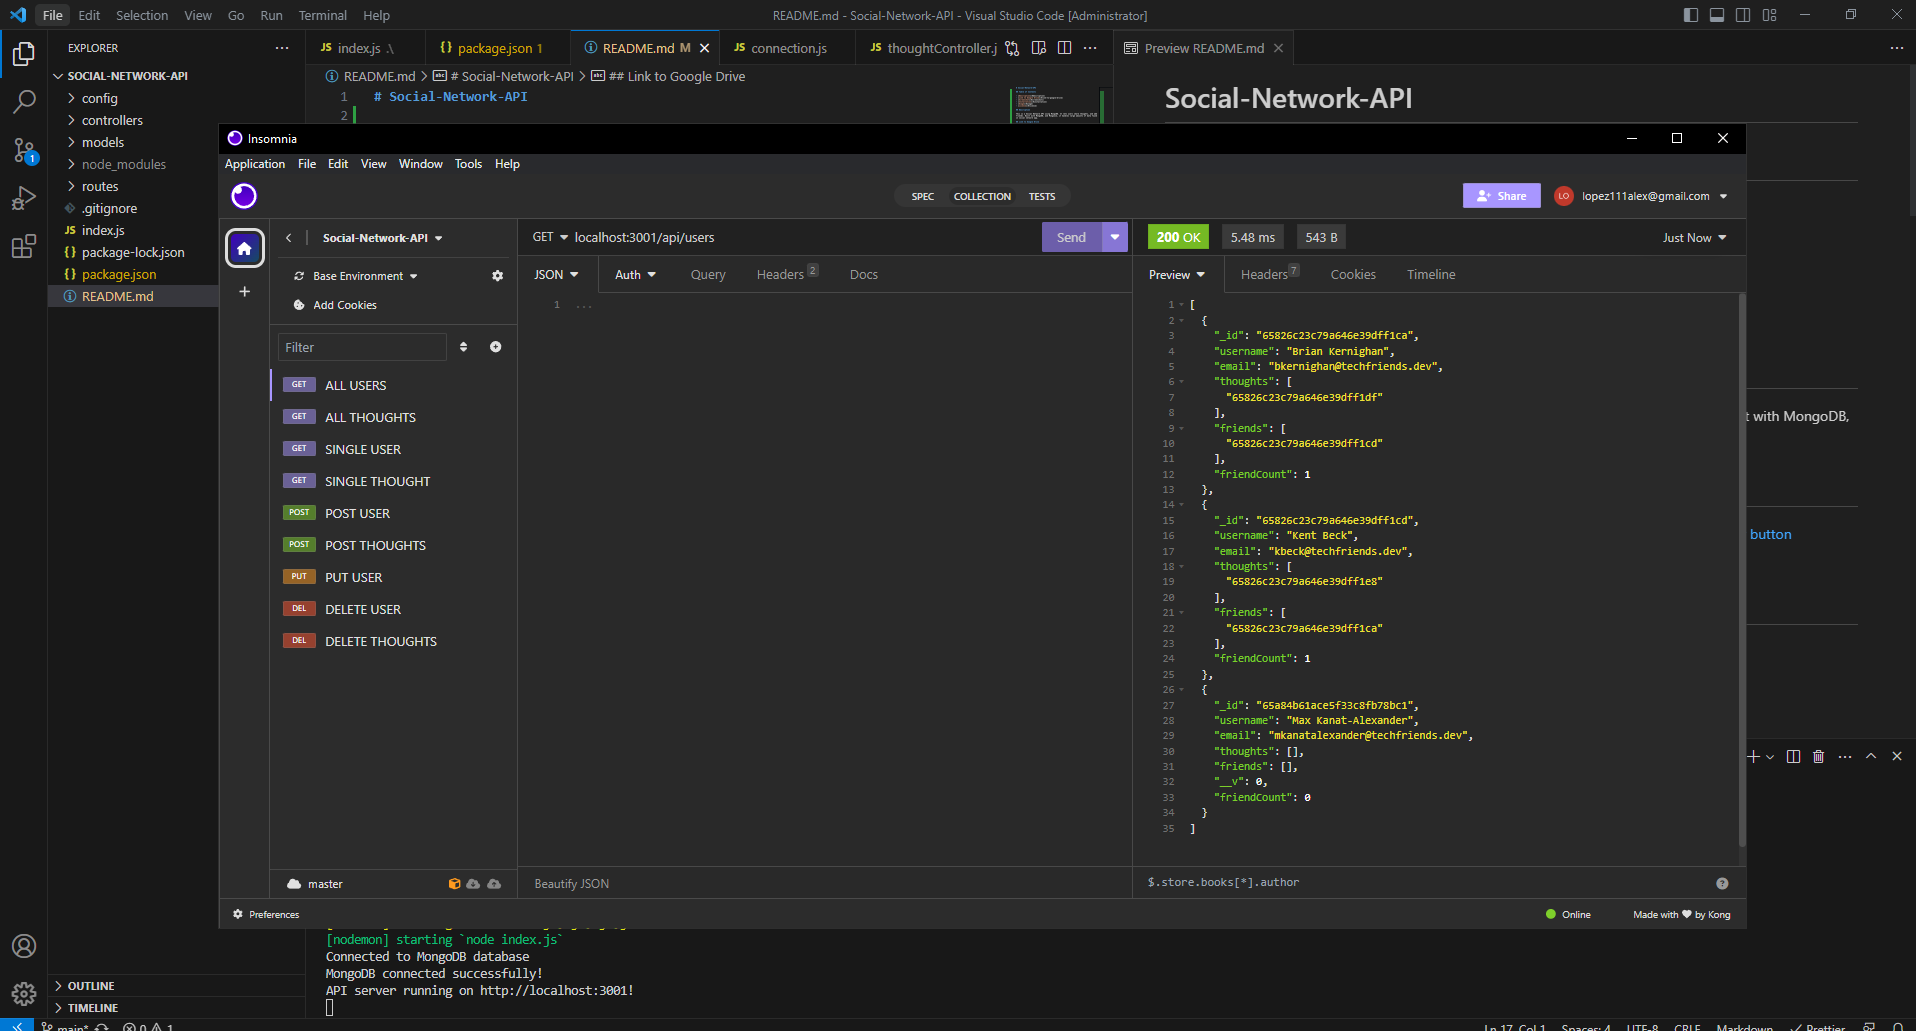 File Edit Selection View Go Run Terminal Help
README.md - Social-Network-API - Visual Studio Code [Administrator]
EXPLORER
SOCIAL-NETWORK-API
config
controllers
models
node_modules
routes
.gitignore
index.js
package-lock.json
package.json
README.md
OUTLINE
TIMELINE
JS index.js .\
{} package.json 1
README.md M
JS connection.js
JS thoughtController.j
Preview README.md
README.md > # Social-Network-API > ## Link to Google Drive
1 # Social-Network-API
2
Social-Network-API
t with MongoDB,
button
Insomnia
Application File Edit View Window Tools Help
SPEC COLLECTION TESTS
Share
LO lopez111alex@gmail.com
Social-Network-API
Base Environment
Add Cookies
Filter
GET ALL USERS
GET ALL THOUGHTS
GET SINGLE USER
GET SINGLE THOUGHT
POST POST USER
POST POST THOUGHTS
PUT PUT USER
DEL DELETE USER
DEL DELETE THOUGHTS
master
Preferences
GET localhost:3001/api/users
Send
JSON Auth Query Headers 2 Docs
1 ...
Beautify JSON
200 OK 5.48 ms 543 B
Just Now
Preview Headers 7 Cookies Timeline
1 [
2 {
3 "_id": "65826c23c79a646e39dff1ca",
4 "username": "Brian Kernighan",
5 "email": "bkernighan@techfriends.dev",
6 "thoughts": [
7 "65826c23c79a646e39dff1df"
8 ],
9 "friends": [
10 "65826c23c79a646e39dff1cd"
11 ],
12 "friendCount": 1
13 },
14 {
15 "_id": "65826c23c79a646e39dff1cd",
16 "username": "Kent Beck",
17 "email": "kbeck@techfriends.dev",
18 "thoughts": [
19 "65826c23c79a646e39dff1e8"
20 ],
21 "friends": [
22 "65826c23c79a646e39dff1ca"
23 ],
24 "friendCount": 1
25 },
26 {
27 "_id": "65a84b61ace5f33c8fb78bc1",
28 "username": "Max Kanat-Alexander",
29 "email": "mkanatalexander@techfriends.dev",
30 "thoughts": [],
31 "friends": [],
32 "__v": 0,
33 "friendCount": 0
34 }
35 ]
$.store.books[*].author
Online
Made with ♥ by Kong
[nodemon] starting `node index.js`
Connected to MongoDB database
MongoDB connected successfully!
API server running on http://localhost:3001!
main* 0 1
Ln 17, Col 1 Spaces: 4 UTF-8 CRLF Markdown Prettier